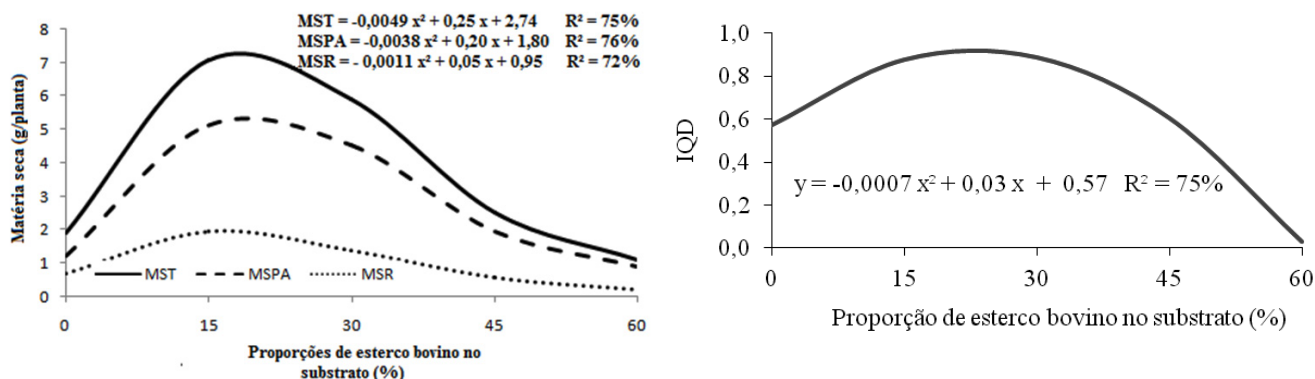 MST = -0,0049 x² + 0,25 x + 2,74 R² = 75%
MSPA = -0,0038 x² + 0,20 x + 1,80 R² = 76%
MSR = - 0,0011 x² + 0,05 x + 0,95 R² = 72%
Matéria seca (g/planta)
8
7
6
5
4
3
2
1
0
MST MSPA MSR
0 15 30 45 60
Proporções de esterco bovino no
substrato (%)
IQD
1,0
0,8
0,6
0,4
0,2
0,0
y = -0,0007 x² + 0,03 x + 0,57 R² = 75%
0 15 30 45 60
Proporção de esterco bovino no substrato (%)